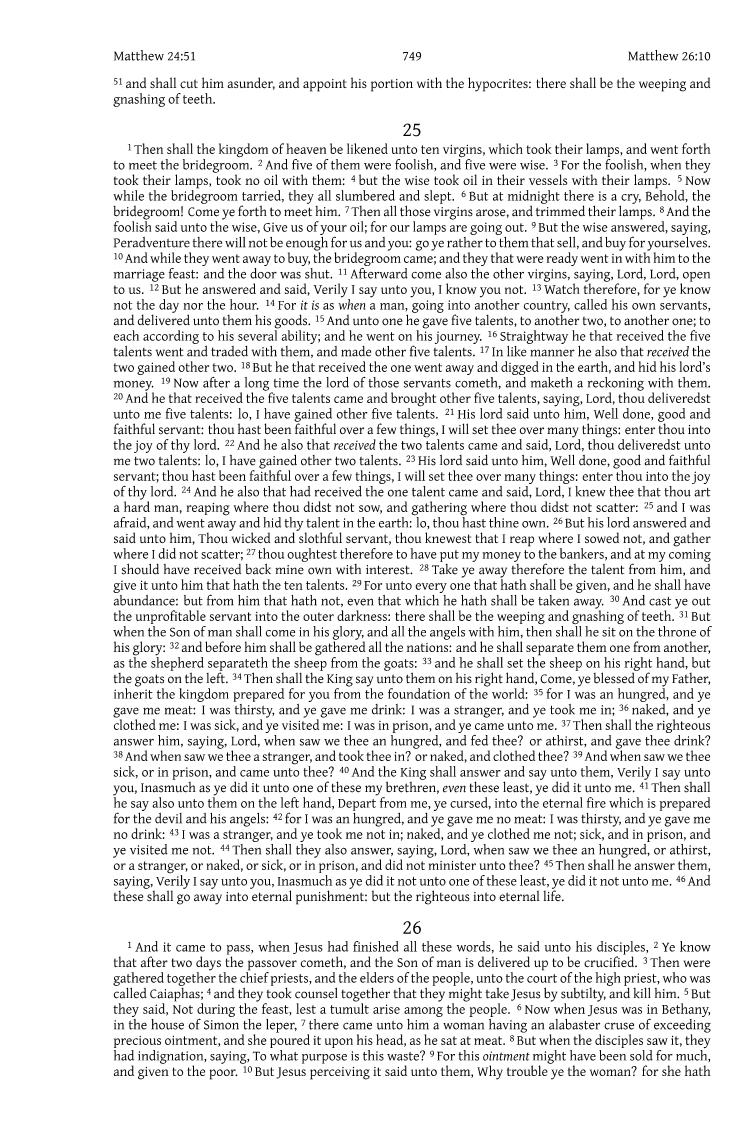 Matthew 24:51 749 Matthew 26:10
51 and shall cut him asunder, and appoint his portion with the hypocrites: there shall be the weeping and
gnashing of teeth.
25
1 Then shall the kingdom of heaven be likened unto ten virgins, which took their lamps, and went forth
to meet the bridegroom. 2 And five of them were foolish, and five were wise. 3 For the foolish, when they
took their lamps, took no oil with them: 4 but the wise took oil in their vessels with their lamps. 5 Now
while the bridegroom tarried, they all slumbered and slept. 6 But at midnight there is a cry, Behold, the
bridegroom! Come ye forth to meet him. 7 Then all those virgins arose, and trimmed their lamps. 8 And the
foolish said unto the wise, Give us of your oil; for our lamps are going out. 9 But the wise answered, saying,
Peradventure there will not be enough for us and you: go ye rather to them that sell, and buy for yourselves.
10 And while they went away to buy, the bridegroom came; and they that were ready went in with him to the
marriage feast: and the door was shut. 11 Afterward come also the other virgins, saying, Lord, Lord, open
to us. 12 But he answered and said, Verily I say unto you, I know you not. 13 Watch therefore, for ye know
not the day nor the hour. 14 For it is as when a man, going into another country, called his own servants,
and delivered unto them his goods. 15 And unto one he gave five talents, to another two, to another one; to
each according to his several ability; and he went on his journey. 16 Straightway he that received the five
talents went and traded with them, and made other five talents. 17 In like manner he also that received the
two gained other two. 18 But he that received the one went away and digged in the earth, and hid his lord's
money. 19 Now after a long time the lord of those servants cometh, and maketh a reckoning with them.
20 And he that received the five talents came and brought other five talents, saying, Lord, thou deliveredst
unto me five talents: lo, I have gained other five talents. 21 His lord said unto him, Well done, good and
faithful servant: thou hast been faithful over a few things, I will set thee over many things: enter thou into
the joy of thy lord. 22 And he also that received the two talents came and said, Lord, thou deliveredst unto
me two talents: lo, I have gained other two talents. 23 His lord said unto him, Well done, good and faithful
servant; thou hast been faithful over a few things, I will set thee over many things: enter thou into the joy
of thy lord. 24 And he also that had received the one talent came and said, Lord, I knew thee that thou art
a hard man, reaping where thou didst not sow, and gathering where thou didst not scatter: 25 and I was
afraid, and went away and hid thy talent in the earth: lo, thou hast thine own. 26 But his lord answered and
said unto him, Thou wicked and slothful servant, thou knewest that I reap where I sowed not, and gather
where I did not scatter; 27 thou oughtest therefore to have put my money to the bankers, and at my coming
I should have received back mine own with interest. 28 Take ye away therefore the talent from him, and
give it unto him that hath the ten talents. 29 For unto every one that hath shall be given, and he shall have
abundance: but from him that hath not, even that which he hath shall be taken away. 30 And cast ye out
the unprofitable servant into the outer darkness: there shall be the weeping and gnashing of teeth. 31 But
when the Son of man shall come in his glory, and all the angels with him, then shall he sit on the throne of
his glory: 32 and before him shall be gathered all the nations: and he shall separate them one from another,
as the shepherd separateth the sheep from the goats: 33 and he shall set the sheep on his right hand, but
the goats on the left. 34 Then shall the King say unto them on his right hand, Come, ye blessed of my Father,
inherit the kingdom prepared for you from the foundation of the world: 35 for I was an hungred, and ye
gave me meat: I was thirsty, and ye gave me drink: I was a stranger, and ye took me in; 36 naked, and ye
clothed me: I was sick, and ye visited me: I was in prison, and ye came unto me. 37 Then shall the righteous
answer him, saying, Lord, when saw we thee an hungred, and fed thee? or athirst, and gave thee drink?
38 And when saw we thee a stranger, and took thee in? or naked, and clothed thee? 39 And when saw we thee
sick, or in prison, and came unto thee? 40 And the King shall answer and say unto them, Verily I say unto
you, Inasmuch as ye did it unto one of these my brethren, even these least, ye did it unto me. 41 Then shall
he say also unto them on the left hand, Depart from me, ye cursed, into the eternal fire which is prepared
for the devil and his angels: 42 for I was an hungred, and ye gave me no meat: I was thirsty, and ye gave me
no drink: 43 I was a stranger, and ye took me not in; naked, and ye clothed me not; sick, and in prison, and
ye visited me not. 44 Then shall they also answer, saying, Lord, when saw we thee an hungred, or athirst,
or a stranger, or naked, or sick, or in prison, and did not minister unto thee? 45 Then shall he answer them,
saying, Verily I say unto you, Inasmuch as ye did it not unto one of these least, ye did it not unto me. 46 And
these shall go away into eternal punishment: but the righteous into eternal life.
26
1 And it came to pass, when Jesus had finished all these words, he said unto his disciples, 2 Ye know
that after two days the passover cometh, and the Son of man is delivered up to be crucified. 3 Then were
gathered together the chief priests, and the elders of the people, unto the court of the high priest, who was
called Caiaphas; 4 and they took counsel together that they might take Jesus by subtilty, and kill him. 5 But
they said, Not during the feast, lest a tumult arise among the people. 6 Now when Jesus was in Bethany,
in the house of Simon the leper, 7 there came unto him a woman having an alabaster cruse of exceeding
precious ointment, and she poured it upon his head, as he sat at meat. 8 But when the disciples saw it, they
had indignation, saying, To what purpose is this waste? 9 For this ointment might have been sold for much,
and given to the poor. 10 But Jesus perceiving it said unto them, Why trouble ye the woman? for she hath